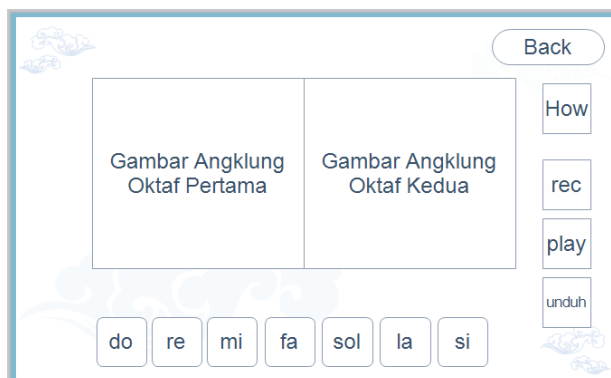 Back
Gambar Angklung
Oktaf Pertama
Gambar Angklung
Oktaf Kedua
How
rec
play
unduh
do re mi fa sol la si